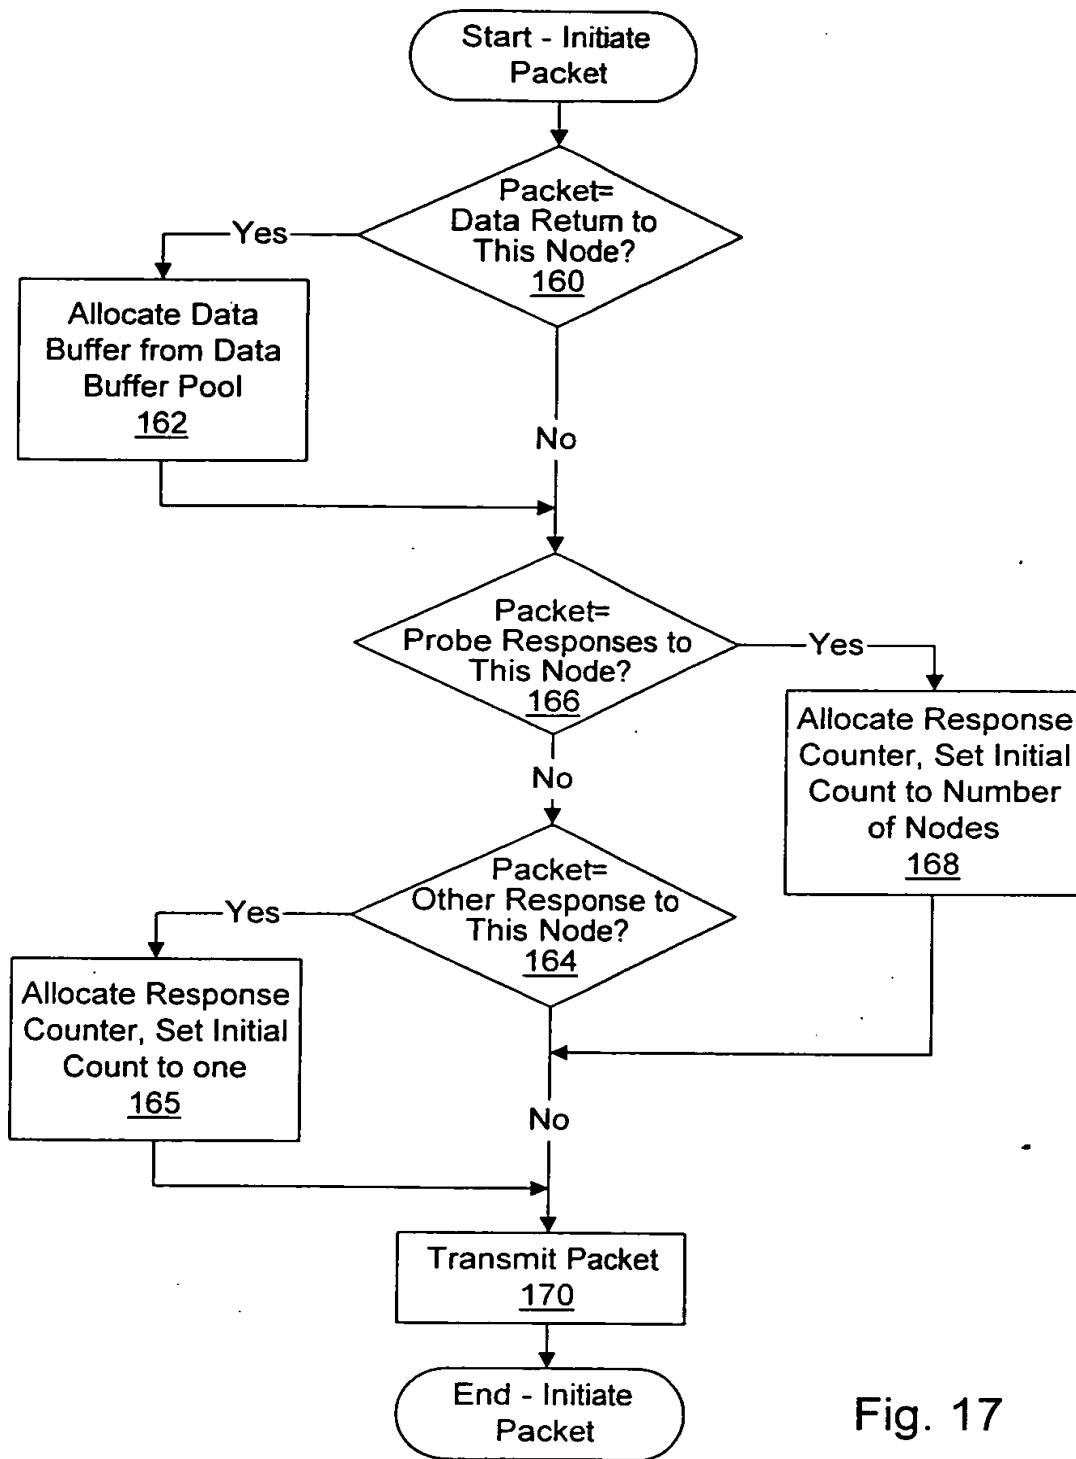 Start - Initiate
Packet
Packet=
Data Return to
This Node?
160
Yes
Allocate Data
Buffer from Data
Buffer Pool
162
No
Packet=
Probe Responses to
This Node?
166
Yes
Allocate Response
Counter, Set Initial
Count to Number
of Nodes
168
No
Packet=
Other Response to
This Node?
164
Yes
Allocate Response
Counter, Set Initial
Count to one
165
No
Transmit Packet
170
End - Initiate
Packet
Fig. 17